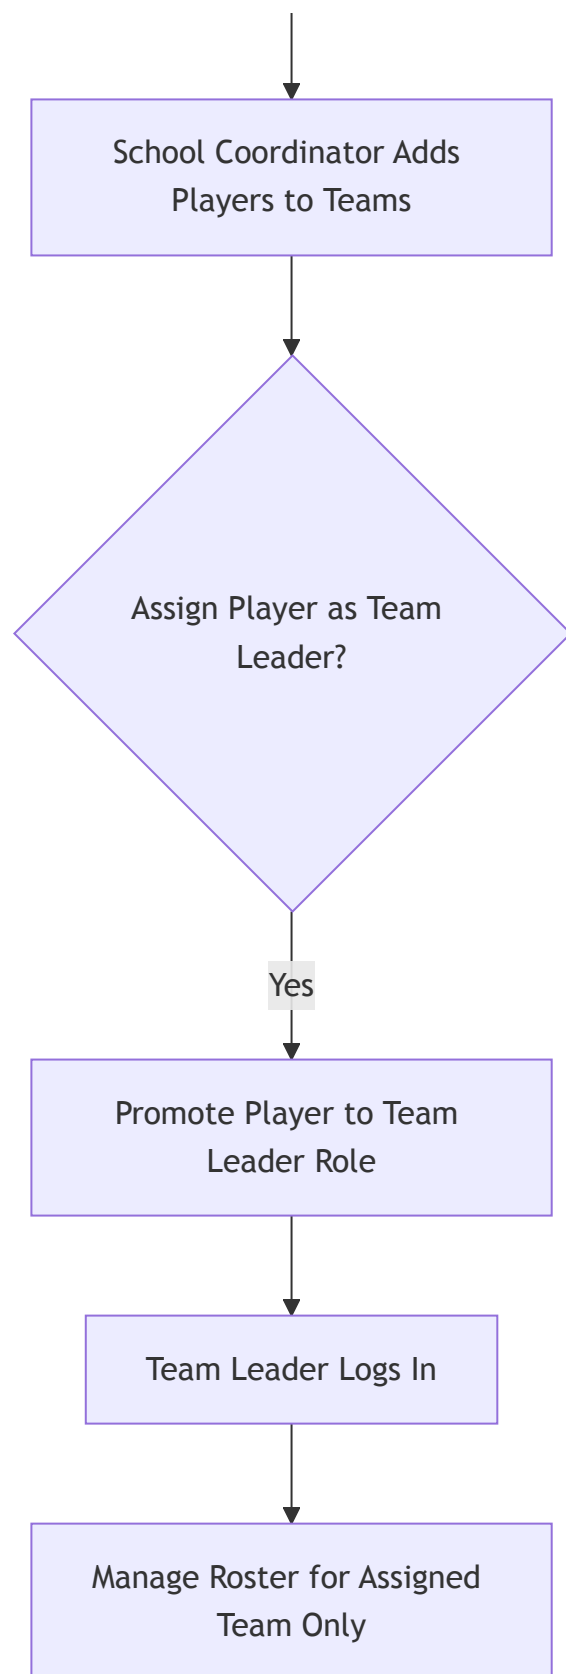 School Coordinator Adds
Players to Teams
Assign Player as Team
Leader?
Yes
Promote Player to Team
Leader Role
Team Leader Logs In
Manage Roster for Assigned
Team Only